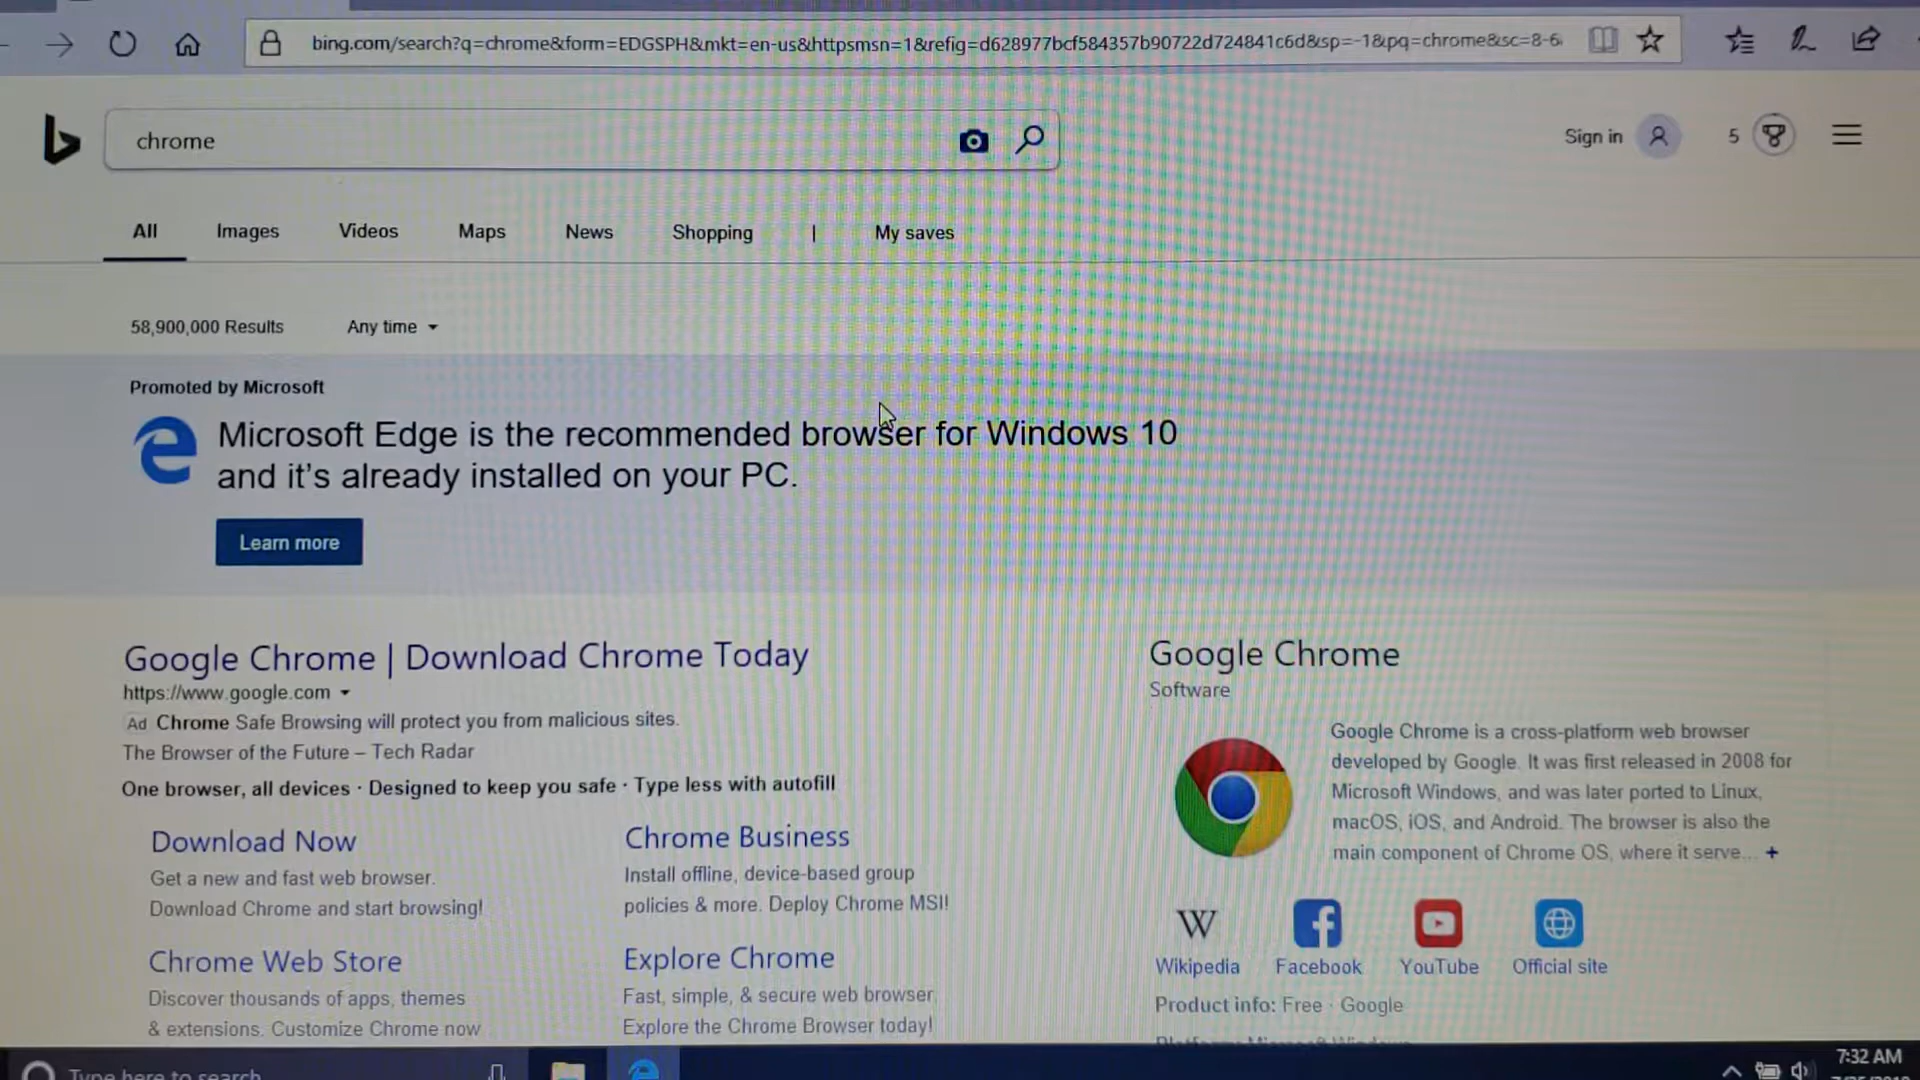 bing.com/search?q=chrome&form=EDGSPH&mkt=en-us&httpsmsn=1&refig=d628977bcf584357b90722d724841c6d&sp=-1&pq=chrome&sc=8-6
chrome
Sign in
5
All Images Videos Maps News Shopping | My saves
58,900,000 Results Any time
Promoted by Microsoft
Microsoft Edge is the recommended browser for Windows 10
and it's already installed on your PC.
Learn more
Google Chrome | Download Chrome Today
https://www.google.com
Ad Chrome Safe Browsing will protect you from malicious sites.
The Browser of the Future – Tech Radar
One browser, all devices · Designed to keep you safe · Type less with autofill
Download Now
Get a new and fast web browser.
Download Chrome and start browsing!
Chrome Business
Install offline, device-based group
policies & more. Deploy Chrome MSI!
Chrome Web Store
Discover thousands of apps, themes
& extensions. Customize Chrome now
Explore Chrome
Fast, simple, & secure web browser.
Explore the Chrome Browser today!
Google Chrome
Software
Google Chrome is a cross-platform web browser
developed by Google. It was first released in 2008 for
Microsoft Windows, and was later ported to Linux,
macOS, iOS, and Android. The browser is also the
main component of Chrome OS, where it serve... +
W
Wikipedia Facebook YouTube Official site
Product info: Free · Google
Type here to search
7:32 AM